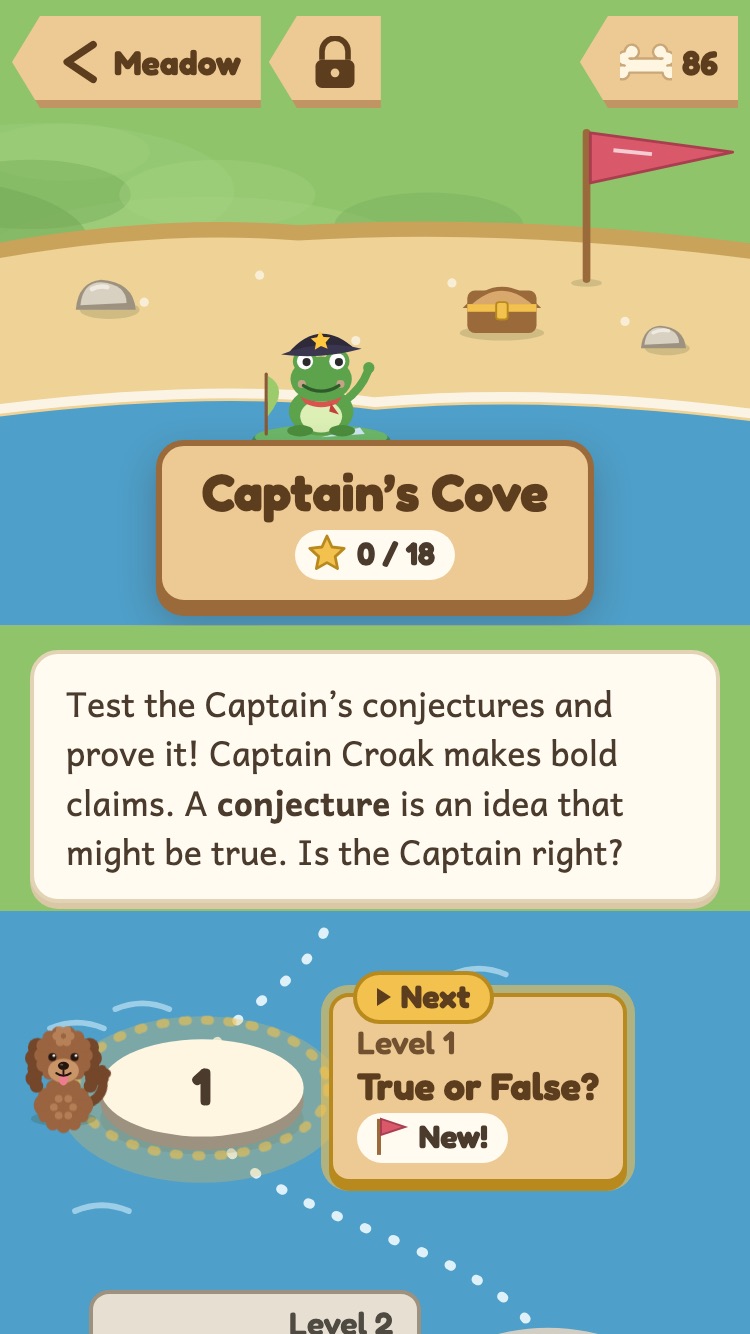 Meadow
86
Captain's Cove
0 / 18
Test the Captain's conjectures and
prove it! Captain Croak makes bold
claims. A conjecture is an idea that
might be true. Is the Captain right?
1
Next
Level 1
True or False?
New!
Level 2